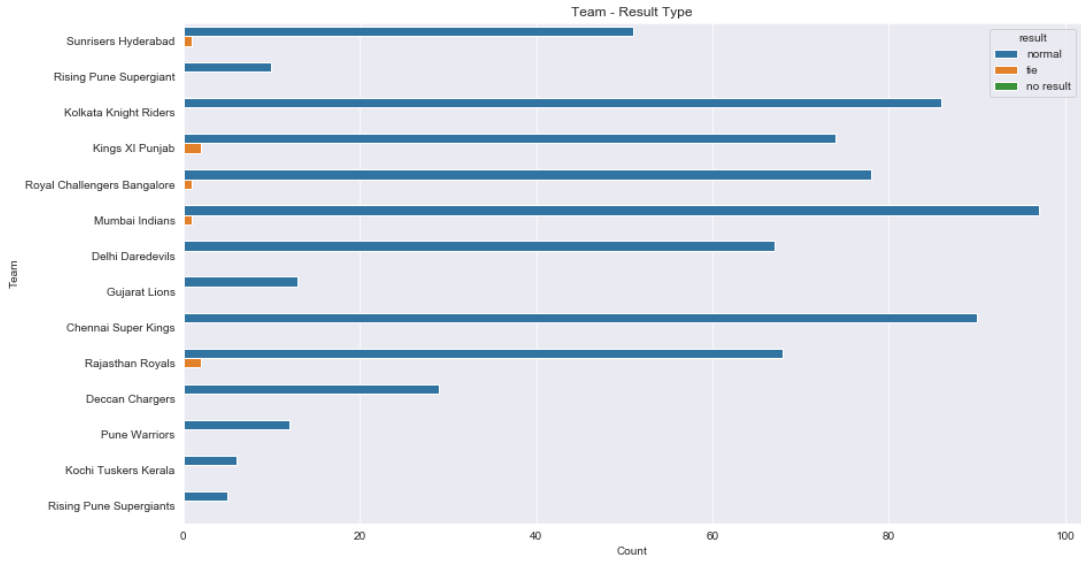 Team - Result Type
result
normal
tie
no result
Team
Sunrisers Hyderabad
Rising Pune Supergiant
Kolkata Knight Riders
Kings XI Punjab
Royal Challengers Bangalore
Mumbai Indians
Delhi Daredevils
Gujarat Lions
Chennai Super Kings
Rajasthan Royals
Deccan Chargers
Pune Warriors
Kochi Tuskers Kerala
Rising Pune Supergiants
0 20 40 60 80 100
Count